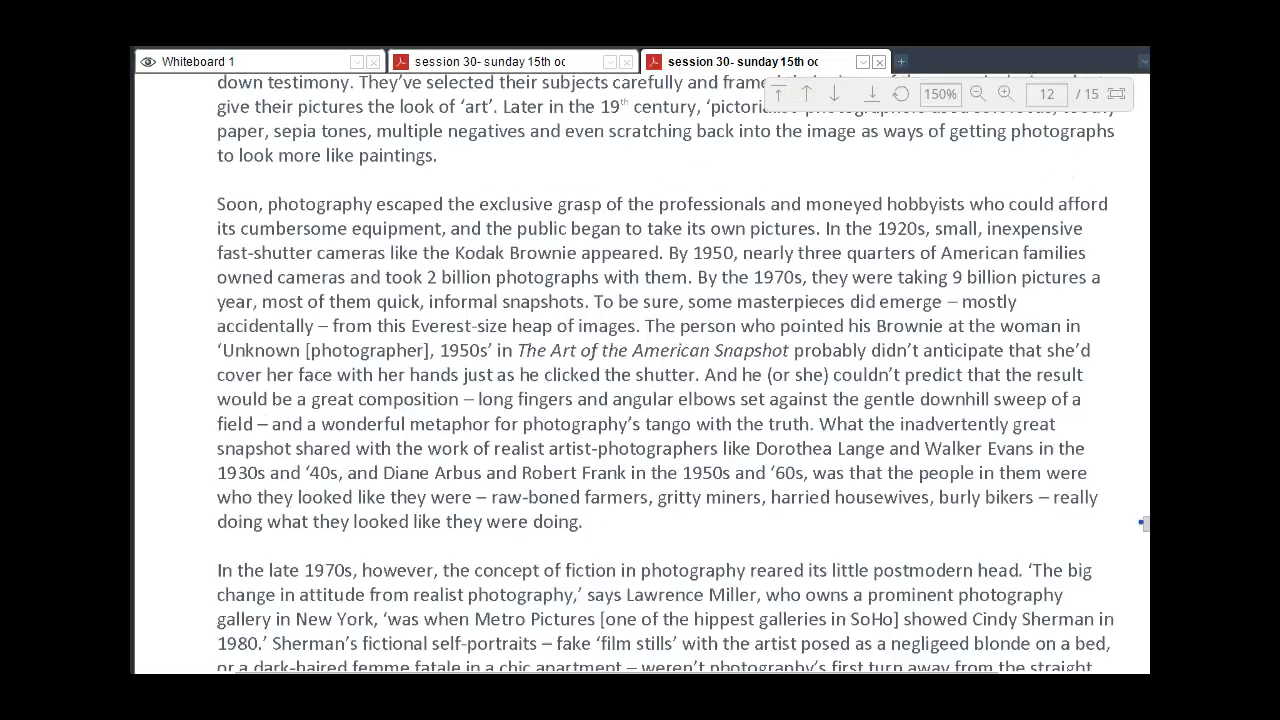 Whiteboard 1
session 30- sunday 15th oc
session 30- sunday 15th oc
150%
12
/ 15
down testimony. They’ve selected their subjects carefully and
give their pictures the look of ‘art’. Later in the 19th century,
paper, sepia tones, multiple negatives and even scratching back into the image as ways of getting photographs
to look more like paintings.
Soon, photography escaped the exclusive grasp of the professionals and moneyed hobbyists who could afford
its cumbersome equipment, and the public began to take its own pictures. In the 1920s, small, inexpensive
fast-shutter cameras like the Kodak Brownie appeared. By 1950, nearly three quarters of American families
owned cameras and took 2 billion photographs with them. By the 1970s, they were taking 9 billion pictures a
year, most of them quick, informal snapshots. To be sure, some masterpieces did emerge – mostly
accidentally – from this Everest-size heap of images. The person who pointed his Brownie at the woman in
‘Unknown [photographer], 1950s’ in The Art of the American Snapshot probably didn’t anticipate that she’d
cover her face with her hands just as he clicked the shutter. And he (or she) couldn’t predict that the result
would be a great composition – long fingers and angular elbows set against the gentle downhill sweep of a
field – and a wonderful metaphor for photography’s tango with the truth. What the inadvertently great
snapshot shared with the work of realist artist-photographers like Dorothea Lange and Walker Evans in the
1930s and ‘40s, and Diane Arbus and Robert Frank in the 1950s and ‘60s, was that the people in them were
who they looked like they were – raw-boned farmers, gritty miners, harried housewives, burly bikers – really
doing what they looked like they were doing.
In the late 1970s, however, the concept of fiction in photography reared its little postmodern head. ‘The big
change in attitude from realist photography,’ says Lawrence Miller, who owns a prominent photography
gallery in New York, ‘was when Metro Pictures [one of the hippest galleries in SoHo] showed Cindy Sherman in
1980.’ Sherman’s fictional self-portraits – fake ‘film stills’ with the artist posed as a negligeed blonde on a bed,
or a dark-haired femme fatale in a chic apartment – weren’t photography’s first turn away from the straight